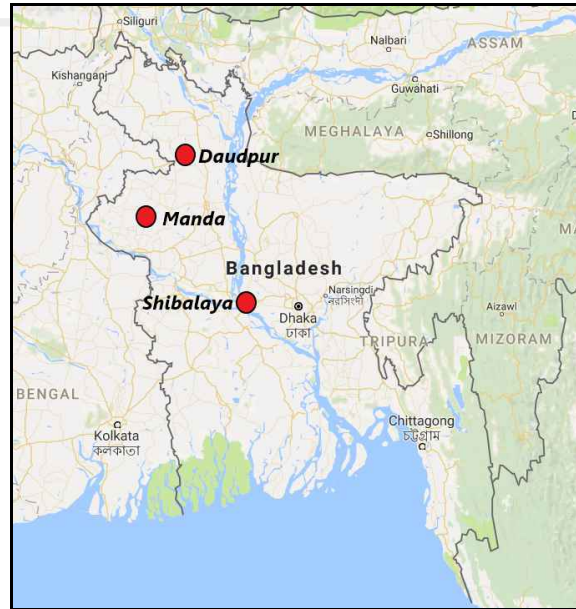 Siliguri
Nalbari
ASSAM
Kishanganj
Guwahati
MEGHALAYA
Shillong
Daudpur
Manda
Bangladesh
Shibalaya
Narsingdi
নরসিংদী
Dhaka
ঢাকা
Aizawl
TRIPURA
MIZORAM
BENGAL
Kolkata
কলকাতা
Chittagong
চট্টগ্রাম